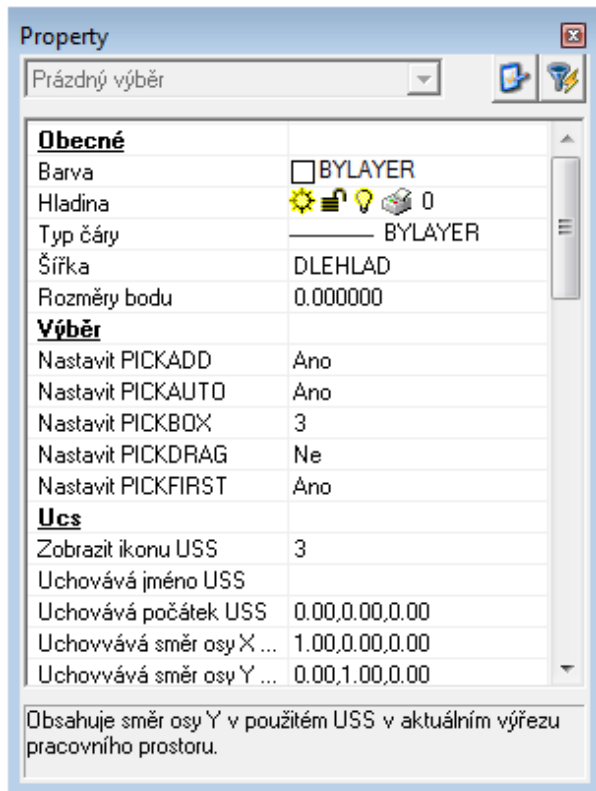 Property
Prázdný výběr
Obecné
Barva BYLAYER
Hladina 0
Typ čáry BYLAYER
Šířka DLEHLAD
Rozměry bodu 0.000000
Výběr
Nastavit PICKADD Ano
Nastavit PICKAUTO Ano
Nastavit PICKBOX 3
Nastavit PICKDRAG Ne
Nastavit PICKFIRST Ano
Ucs
Zobrazit ikonu USS 3
Uchovává jméno USS
Uchovává počátek USS 0.00,0.00,0.00
Uchovvává směr osy X ... 1.00,0.00,0.00
Uchovvává směr osy Y ... 0.00,1.00,0.00
Obsahuje směr osy Y v použitém USS v aktuálním výřezu
pracovního prostoru.